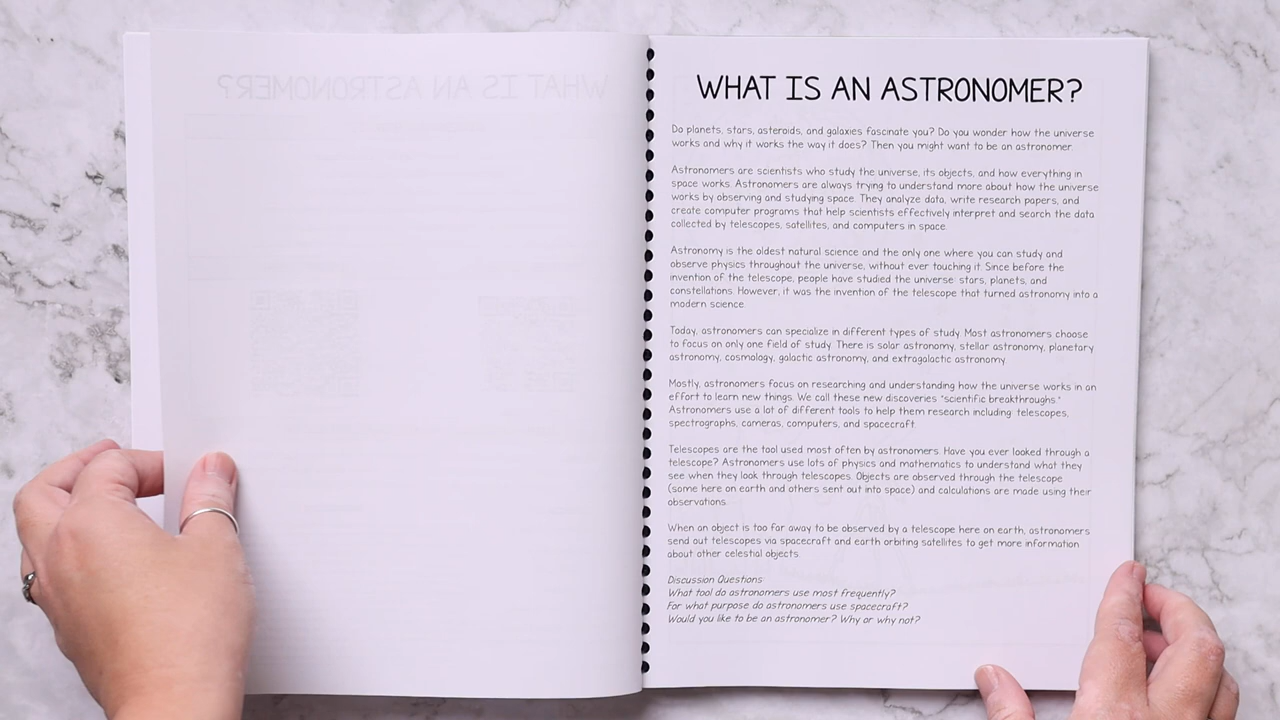 WHAT IS AN ASTRONOMER?
WHAT IS AN ASTRONOMER?
Do planets, stars, asteroids, and galaxies fascinate you? Do you wonder how the universe
works and why it works the way it does? Then you might want to be an astronomer.
Astronomers are scientists who study the universe, its objects, and how everything in
space works. Astronomers are always trying to understand more about how the universe
works by observing and studying space. They analyze data, write research papers, and
create computer programs that help scientists effectively interpret and search the data
collected by telescopes, satellites, and computers in space.
Astronomy is the oldest natural science and the only one where you can study and
observe physics throughout the universe, without ever touching it. Since before the
invention of the telescope, people have studied the universe: stars, planets, and
constellations. However, it was the invention of the telescope that turned astronomy into a
modern science.
Today, astronomers can specialize in different types of study. Most astronomers choose
to focus on only one field of study. There is solar astronomy, stellar astronomy, planetary
astronomy, cosmology, galactic astronomy, and extragalactic astronomy.
Mostly, astronomers focus on researching and understanding how the universe works in an
effort to learn new things. We call these new discoveries "scientific breakthroughs."
Astronomers use a lot of different tools to help them research including: telescopes,
spectrographs, cameras, computers, and spacecraft.
Telescopes are the tool used most often by astronomers. Have you ever looked through a
telescope? Astronomers use lots of physics and mathematics to understand what they
see when they look through telescopes. Objects are observed through the telescope
(some here on earth and others sent out into space) and calculations are made using their
observations.
When an object is too far away to be observed by a telescope here on earth, astronomers
send out telescopes via spacecraft and earth orbiting satellites to get more information
about other celestial objects.
Discussion Questions:
What tool do astronomers use most frequently?
For what purpose do astronomers use spacecraft?
Would you like to be an astronomer? Why or why not?